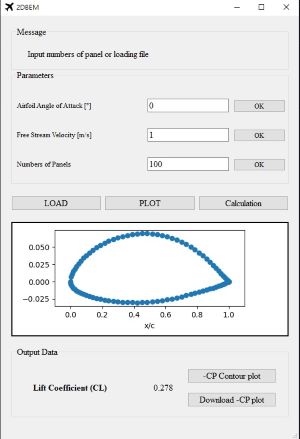 2DBEM
Message
Input numbers of panel or loading file
Parameters
Airfoil Angle of Attack [°] 0 OK
Free Stream Velocity [m/s] 1 OK
Numbers of Panels 100 OK
LOAD PLOT Calculation
0.050
0.025
0.000
−0.025
0.0 0.2 0.4 0.6 0.8 1.0
x/c
Output Data
-CP Contour plot
Lift Coefficient (CL) 0.278
Download -CP plot